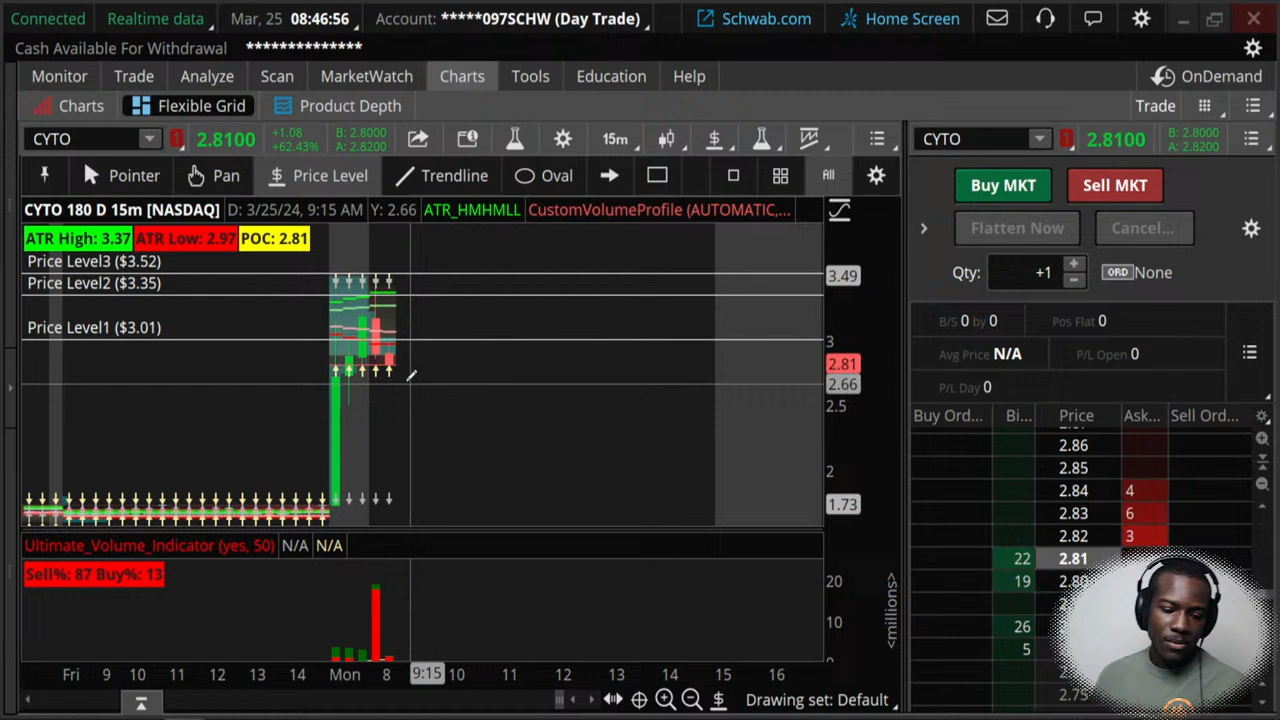 Connected Realtime data Mar, 25 08:46:56 Account: *****097SCHW (Day Trade) Schwab.com Home Screen
Cash Available For Withdrawal **************
Monitor Trade Analyze Scan MarketWatch Charts Tools Education Help OnDemand
Charts Flexible Grid Product Depth Trade
CYTO 1 2.8100 +1.08 +62.43% B: 2.8000 A: 2.8200 15m
CYTO 1 2.8100 B: 2.8000 A: 2.8200
Pointer Pan $ Price Level Trendline Oval All
Buy MKT Sell MKT
CYTO 180 D 15m [NASDAQ] D: 3/25/24, 9:15 AM Y: 2.66 ATR_HMHMLL CustomVolumeProfile (AUTOMATIC,...
Flatten Now Cancel...
ATR High: 3.37 ATR Low: 2.97 POC: 2.81
Price Level3 ($3.52)
Qty: +1 ORD None
3.49
Price Level2 ($3.35)
B/S 0 by 0 Pos Flat 0
Price Level1 ($3.01)
3
Avg Price N/A P/L Open 0
2.81
2.66
P/L Day 0
2.5
Buy Ord... Bi... Price Ask... Sell Ord...
2.86
2
2.85
2.84 4
1.73
2.83 6
2.82 3
Ultimate_Volume_Indicator (yes, 50) N/A N/A
22 2.81
Sell%: 87 Buy%: 13
20
19 2.80
10
<millions>
26
5
0
Fri 9 10 11 12 13 14 Mon 8 9:15 10 11 12 13 14 15 16
2.75
Drawing set: Default